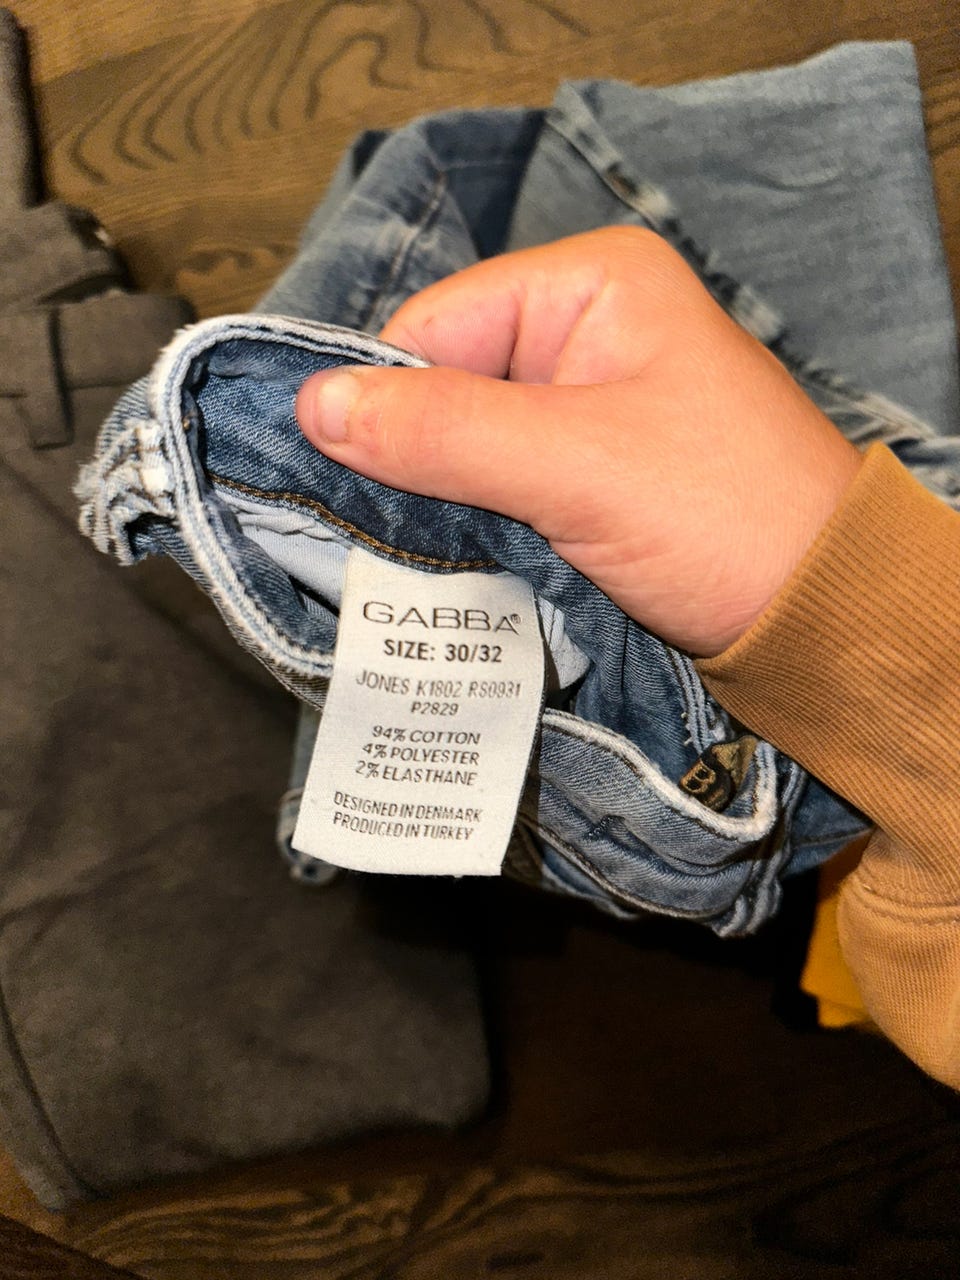 GABBA®
SIZE: 30/32
JONES K1802 RS0931
P2829
94% COTTON
4% POLYESTER
2% ELASTHANE
DESIGNED IN DENMARK
PRODUCED IN TURKEY
B